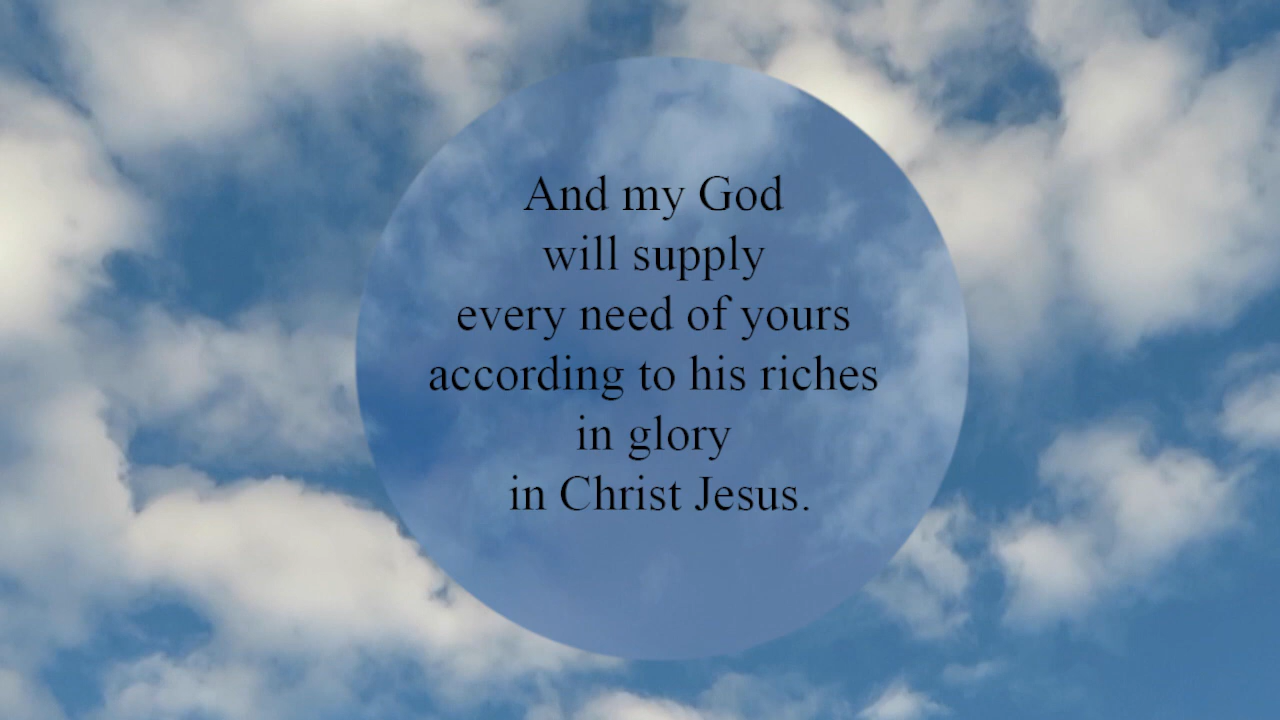 And my God
will supply
every need of yours
according to his riches
in glory
in Christ Jesus.